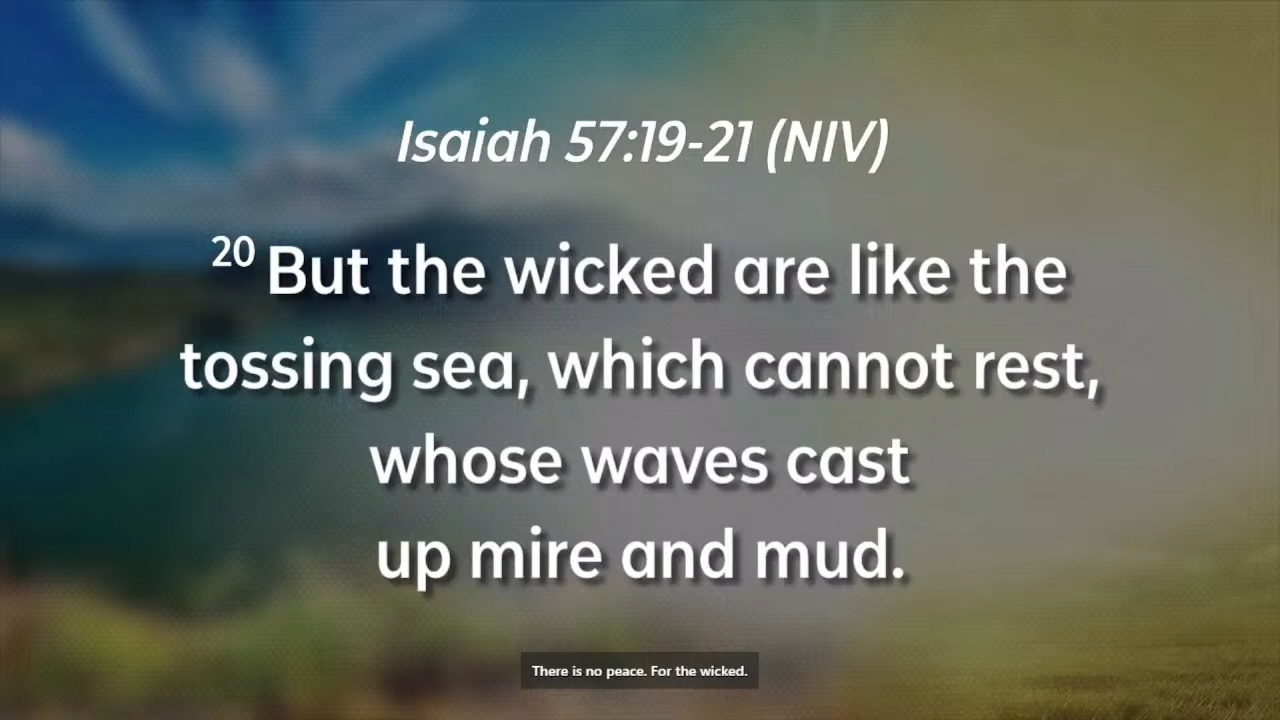 Isaiah 57:19-21 (NIV)
20 But the wicked are like the
tossing sea, which cannot rest,
whose waves cast
up mire and mud.
There is no peace. For the wicked.